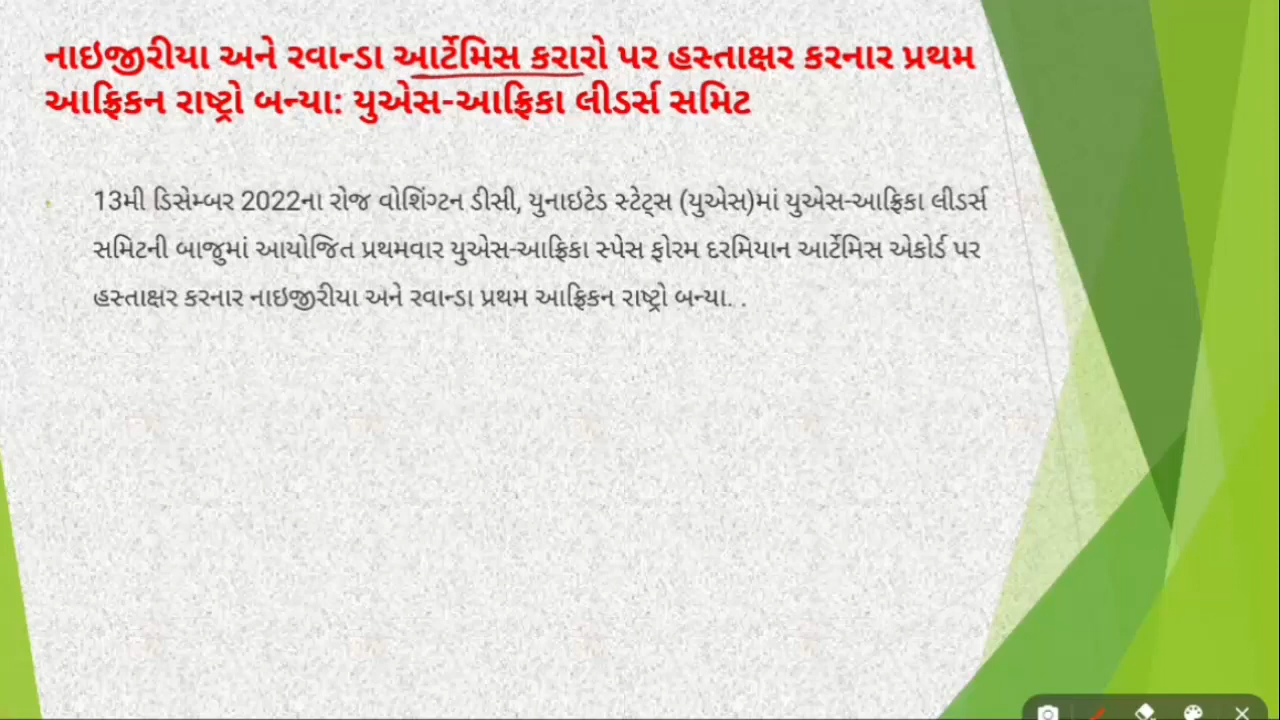 નાઇજીરીયા અને રવાન્ડા આર્ટેમિસ કરારો પર હસ્તાક્ષર કરનાર પ્રથમ
આફ્રિકન રાષ્ટ્રો બન્યા: યુએસ-આફ્રિકા લીડર્સ સમિટ
13મી ડિસેમ્બર 2022ના રોજ વોશિંગ્ટન ડીસી, યુનાઇટેડ સ્ટેટ્સ (યુએસ)માં યુએસ-આફ્રિકા લીડર્સ
સમિટની બાજુમાં આયોજિત પ્રથમવાર યુએસ-આફ્રિકા સ્પેસ ફોરમ દરમિયાન આર્ટેમિસ એકોર્ડ પર
હસ્તાક્ષર કરનાર નાઇજીરીયા અને રવાન્ડા પ્રથમ આફ્રિકન રાષ્ટ્રો બન્યા. .